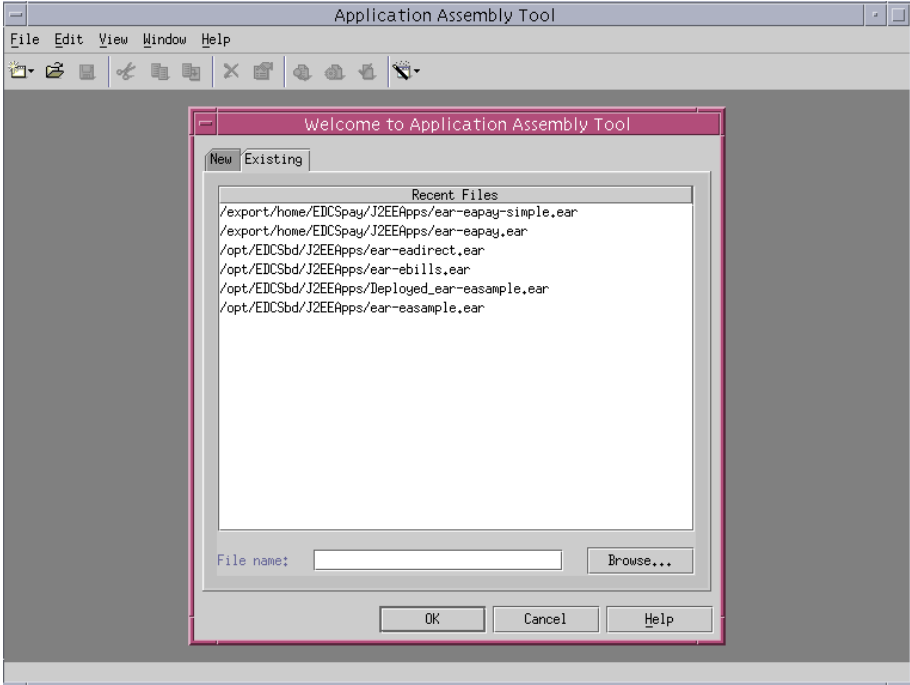 Application Assembly Tool
File Edit View Window Help
Welcome to Application Assembly Tool
New Existing
Recent Files
/export/home/EDCSpay/J2EEApps/ear-eapay-simple.ear
/export/home/EDCSpay/J2EEApps/ear-eapay.ear
/opt/EDCSbd/J2EEApps/ear-eadirect.ear
/opt/EDCSbd/J2EEApps/ear-ebills.ear
/opt/EDCSbd/J2EEApps/Deployed_ear-easample.ear
/opt/EDCSbd/J2EEApps/ear-easample.ear
File name: Browse...
OK Cancel Help